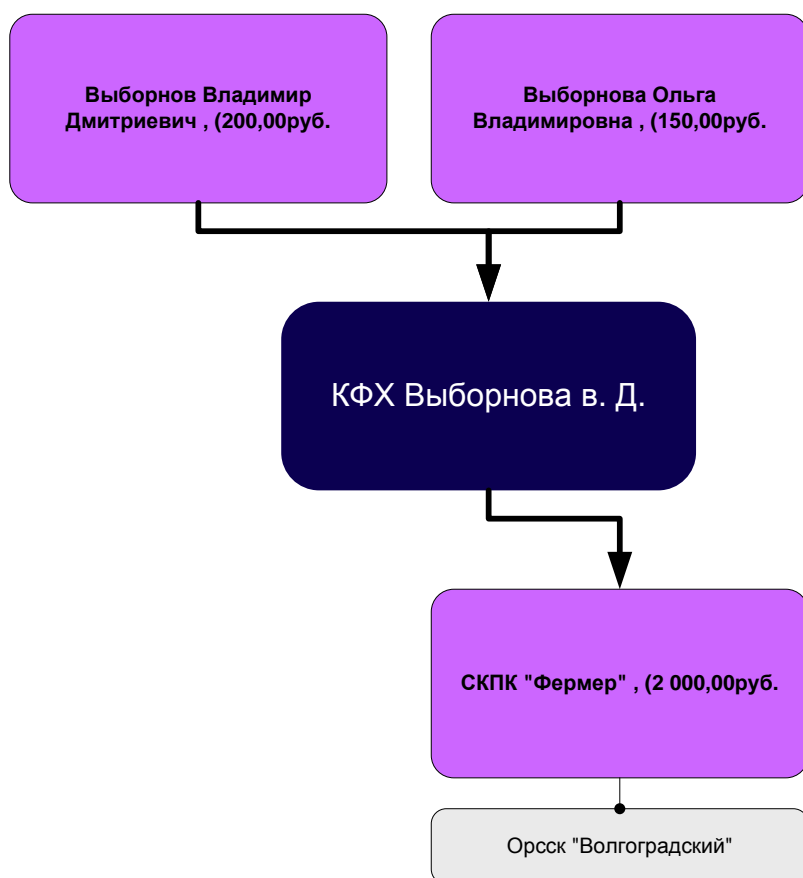 Выборнов Владимир
Дмитриевич , (200,00руб.
Выборнова Ольга
Владимировна , (150,00руб.
КФХ Выборнова в. Д.
СКПК "Фермер" , (2 000,00руб.
Орсск "Волгоградский"